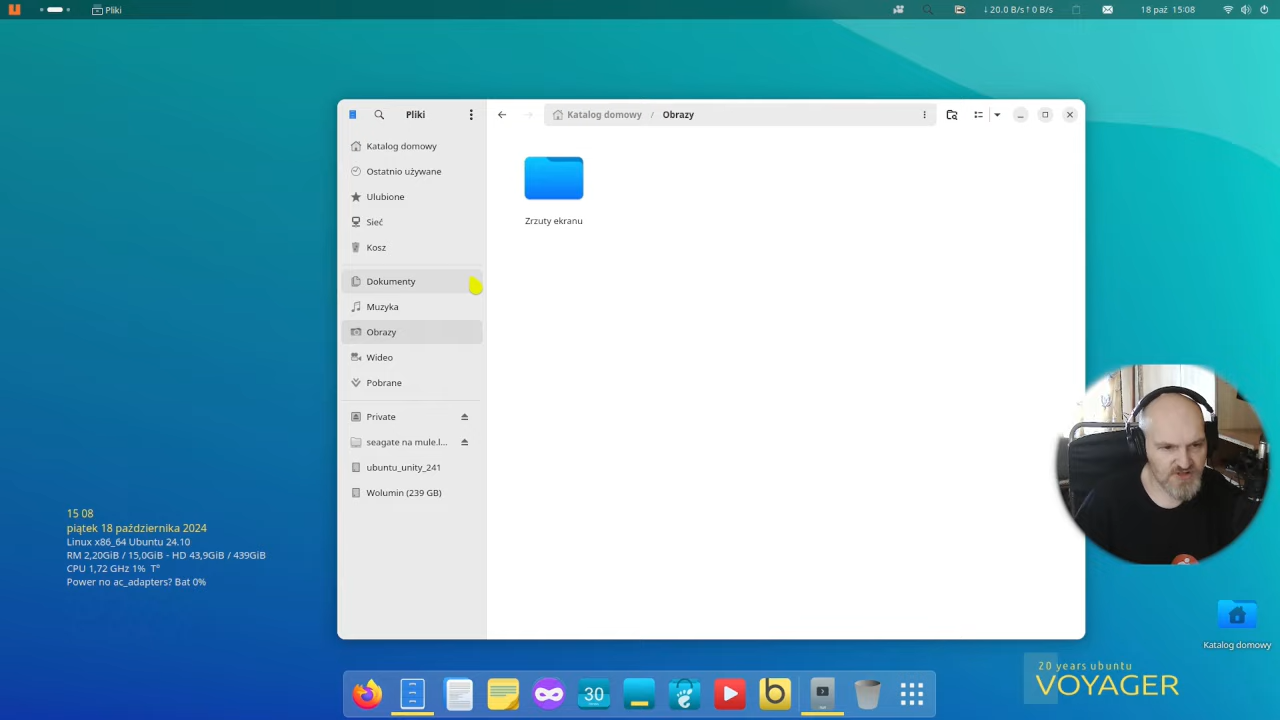 Pliki
↓20.0 B/s↑0 B/s
18 paź 15:08
Pliki
Katalog domowy / Obrazy
Katalog domowy
Ostatnio używane
Ulubione
Sieć
Kosz
Dokumenty
Muzyka
Obrazy
Wideo
Pobrane
Private
seagate na mule.l...
ubuntu_unity_241
Wolumin (239 GB)
Zrzuty ekranu
15 08
piątek 18 października 2024
Linux x86_64 Ubuntu 24.10
RM 2,20GiB / 15,0GiB - HD 43,9GiB / 439GiB
CPU 1,72 GHz 1% T°
Power no ac_adapters? Bat 0%
Katalog domowy
20 years ubuntu
VOYAGER
30
b